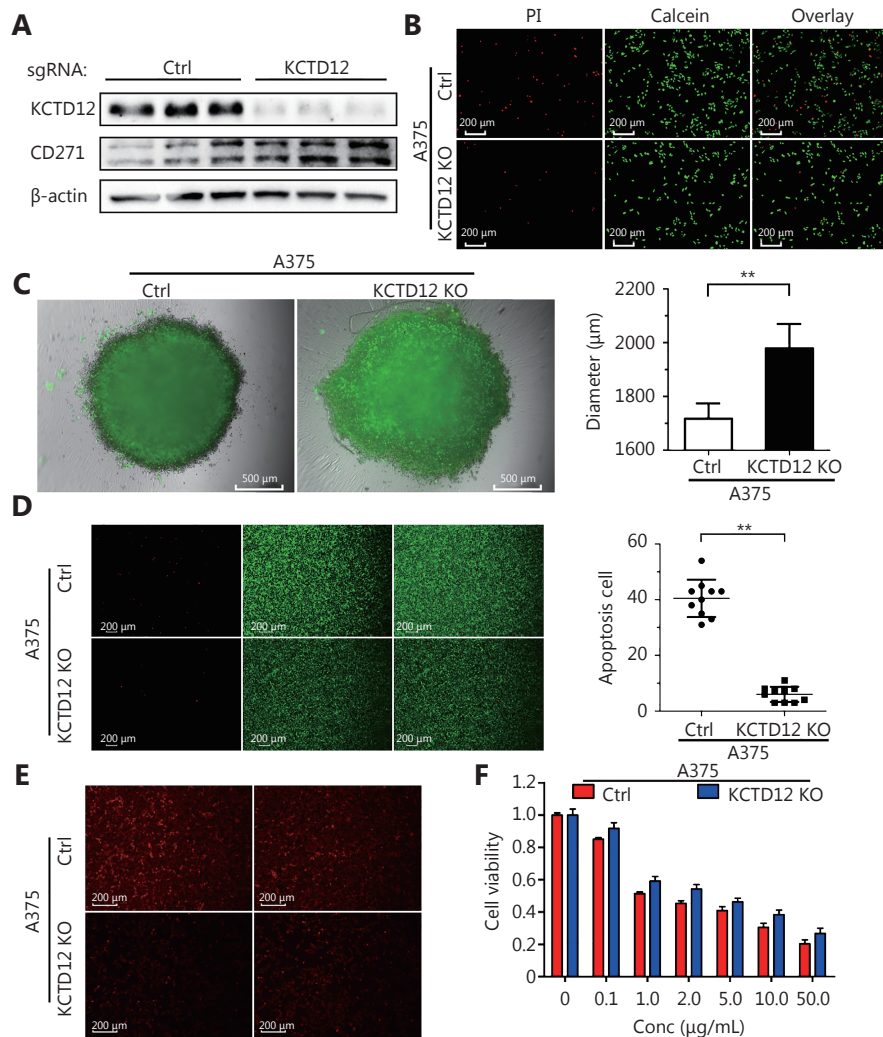 A
sgRNA: Ctrl KCTD12
KCTD12
CD271
β-actin
B
PI Calcein Overlay
A375
Ctrl
200 μm 200 μm 200 μm
KCTD12 KO
200 μm 200 μm 200 μm
C
A375
Ctrl KCTD12 KO
500 μm 500 μm
**
Diameter (μm)
2200
2000
1800
1600
Ctrl KCTD12 KO
A375
D
A375
Ctrl
200 μm 200 μm 200 μm
KCTD12 KO
200 μm 200 μm 200 μm
**
Apoptosis cell
60
40
20
0
Ctrl KCTD12 KO
A375
E
A375
Ctrl
200 μm 200 μm
KCTD12 KO
200 μm 200 μm
F
A375
Ctrl KCTD12 KO
Cell viability
1.2
1.0
0.8
0.6
0.4
0.2
0
0 0.1 1.0 2.0 5.0 10.0 50.0
Conc (μg/mL)